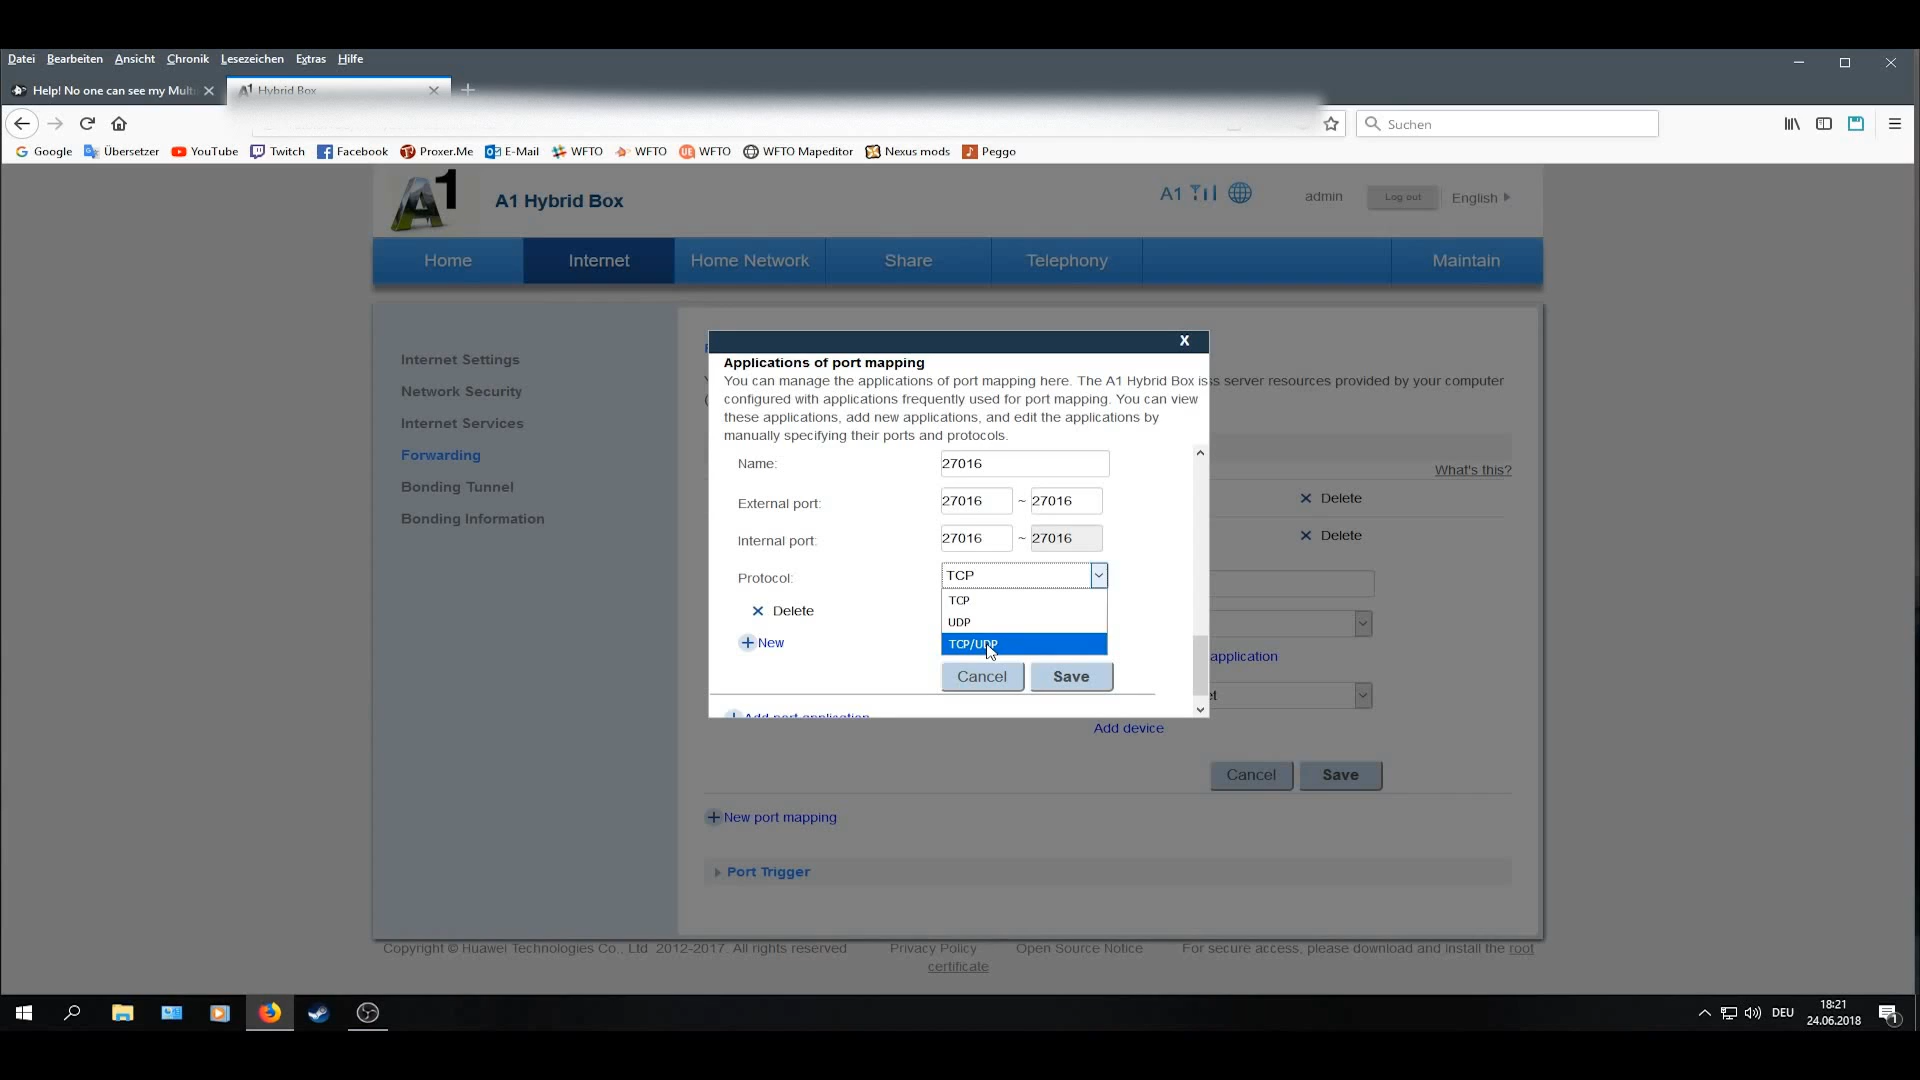 Datei Bearbeiten Ansicht Chronik Lesezeichen Extras Hilfe
Help! No one can see my Mult
A1 Hybrid Box
Suchen
Google Übersetzer YouTube Twitch Facebook Proxer.Me E-Mail WFTO WFTO WFTO WFTO Mapeditor Nexus mods Peggo
A1
A1 Hybrid Box
A1
admin
Log out
English
Home
Internet
Home Network
Share
Telephony
Maintain
Internet Settings
Network Security
Internet Services
Forwarding
Bonding Tunnel
Bonding Information
X
Applications of port mapping
You can manage the applications of port mapping here. The A1 Hybrid Box is
configured with applications frequently used for port mapping. You can view
these applications, add new applications, and edit the applications by
manually specifying their ports and protocols.
s server resources provided by your computer
What's this?
Name: 27016
External port: 27016 ~ 27016
Internal port: 27016 ~ 27016
Protocol: TCP
TCP
UDP
TCP/UDP
Delete
New
Cancel Save
Add port application
Delete
Delete
application
et
Add device
Cancel Save
New port mapping
Port Trigger
Copyright © Huawei Technologies Co., Ltd 2012-2017. All rights reserved Privacy Policy Open Source Notice For secure access, please download and install the root
certificate
DEU
18:21
24.06.2018
1